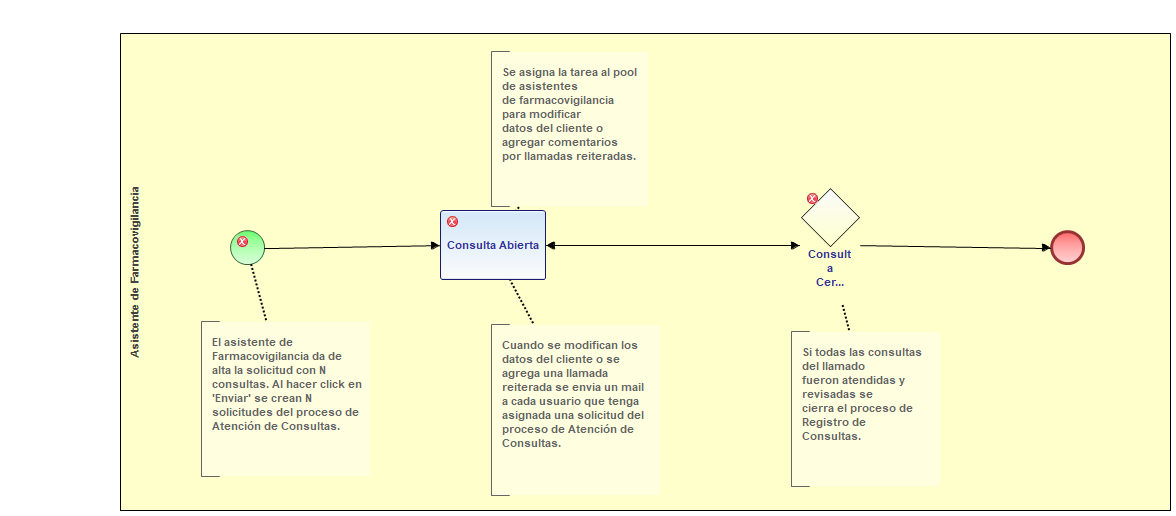 Asistente de Farmacovigilancia
Se asigna la tarea al pool
de asistentes
de farmacovigilancia
para modificar
datos del cliente o
agregar comentarios
por llamadas reiteradas.
Consulta Abierta
Consult
a
Cer...
El asistente de
Farmacovigilancia da de
alta la solicitud con N
consultas. Al hacer click en
'Enviar' se crean N
solicitudes del proceso de
Atención de Consultas.
Cuando se modifican los
datos del cliente o se
agrega una llamada
reiterada se envia un mail
a cada usuario que tenga
asignada una solicitud del
proceso de Atención de
Consultas.
Si todas las consultas
del llamado
fueron atendidas y
revisadas se
cierra el proceso de
Registro de
Consultas.